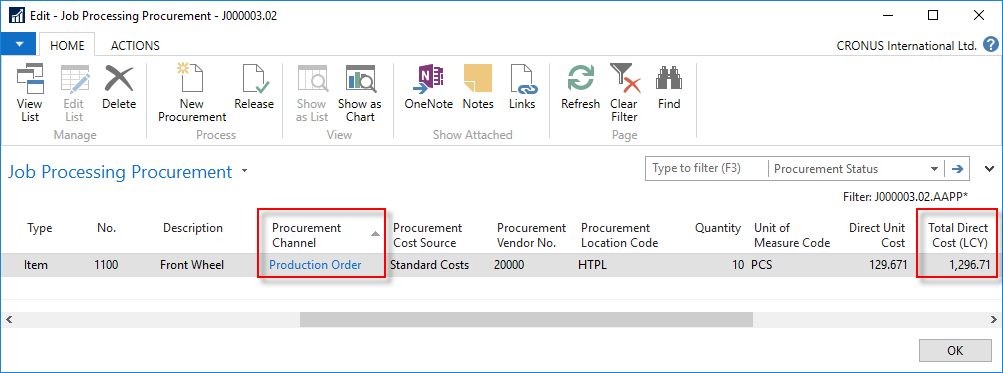 Edit - Job Processing Procurement - J000003.02
HOME ACTIONS CRONUS International Ltd. ?
View List
Edit List
Delete
New Procurement
Release
Show as List
Show as Chart
OneNote
Notes
Links
Refresh
Clear Filter
Find
Manage Process View Show Attached Page
Job Processing Procurement Type to filter (F3) Procurement Status
Filter: J000003.02.AAPP*
Type No. Description Procurement Channel Procurement Cost Source Procurement Vendor No. Procurement Location Code Quantity Unit of Measure Code Direct Unit Cost Total Direct Cost (LCY)
Item 1100 Front Wheel Production Order Standard Costs 20000 HTPL 10 PCS 129.671 1,296.71
OK